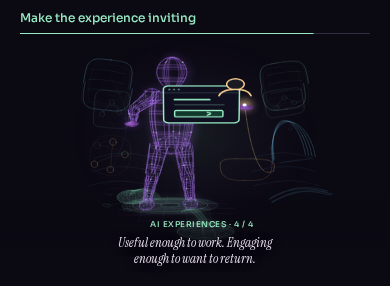 Make the experience inviting
AI EXPERIENCES · 4 / 4
Useful enough to work. Engaging
enough to want to return.